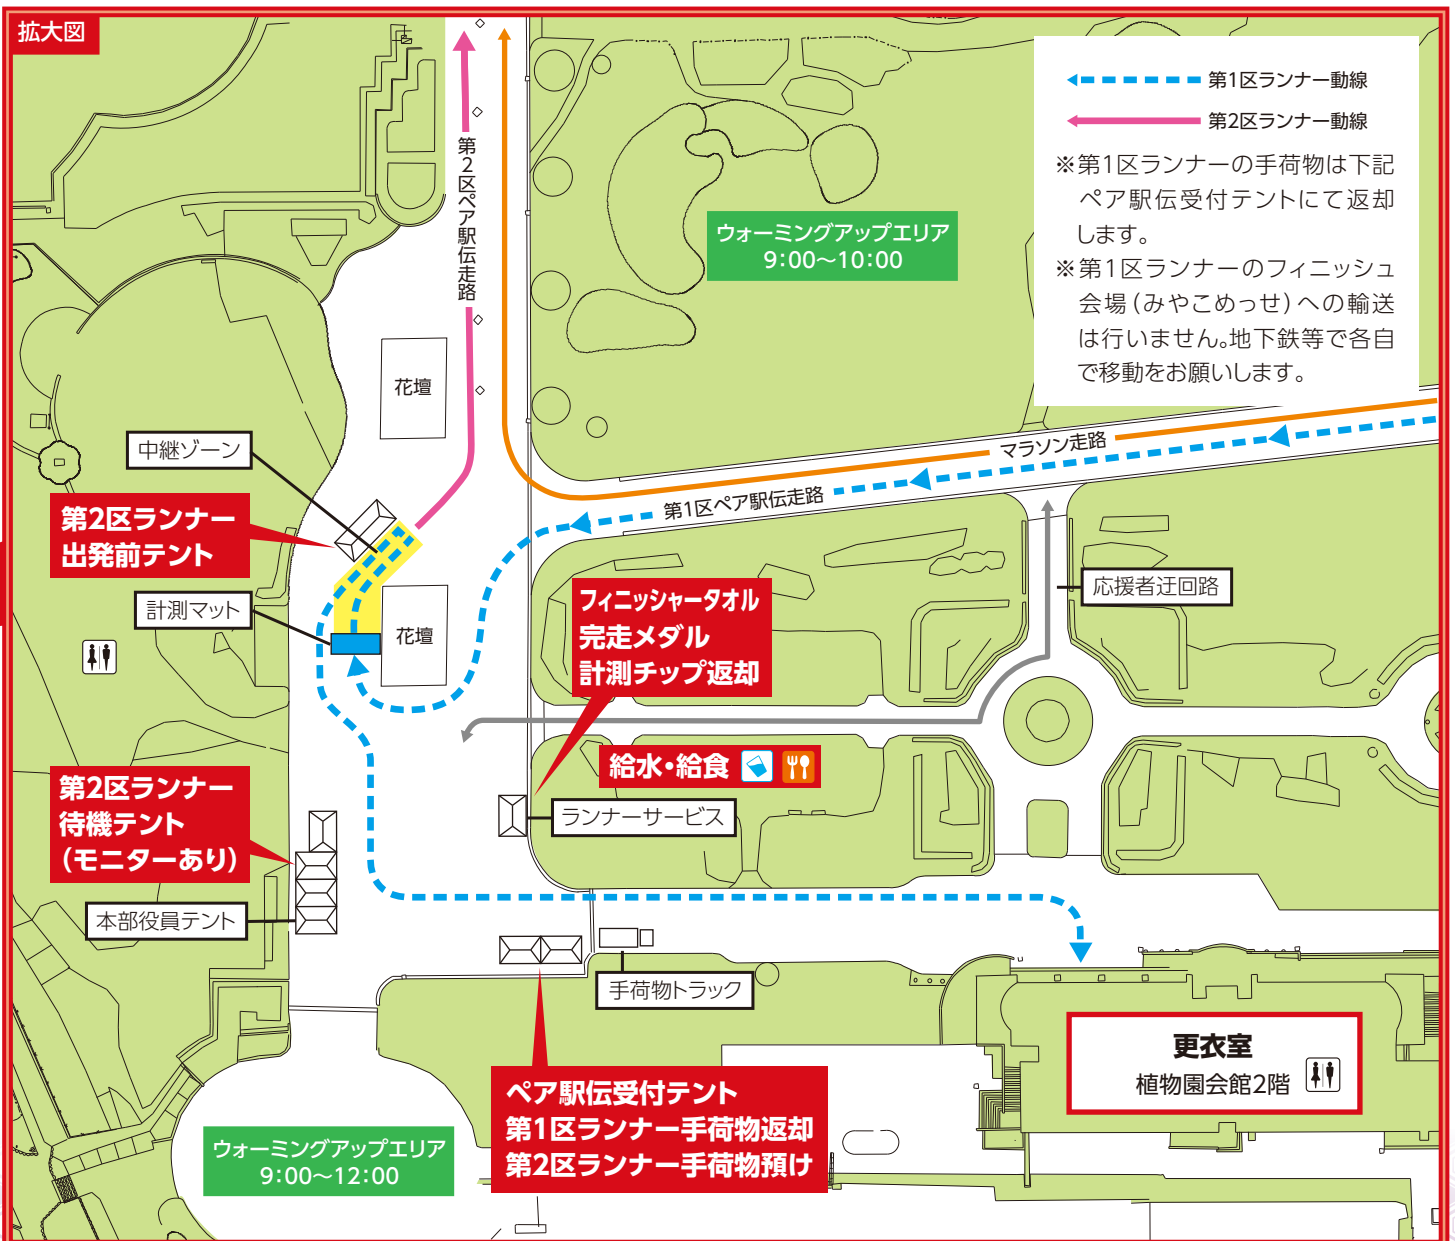 拡大図
第1区ランナー動線
第2区ランナー動線
※第1区ランナーの手荷物は下記
ペア駅伝受付テントにて返却
します。
※第1区ランナーのフィニッシュ
会場(みやこめっせ)への輸送
は行いません。地下鉄等で各自
で移動をお願いします。
第2区ペア駅伝走路
ウォーミングアップエリア
9:00〜10:00
花壇
中継ゾーン
マラソン走路
第1区ペア駅伝走路
第2区ランナー
出発前テント
計測マット
花壇
フィニッシャータオル
完走メダル
計測チップ返却
応援者迂回路
給水・給食
ランナーサービス
第2区ランナー
待機テント
(モニターあり)
本部役員テント
手荷物トラック
更衣室
植物園会館2階
ペア駅伝受付テント
第1区ランナー手荷物返却
第2区ランナー手荷物預け
ウォーミングアップエリア
9:00〜12:00